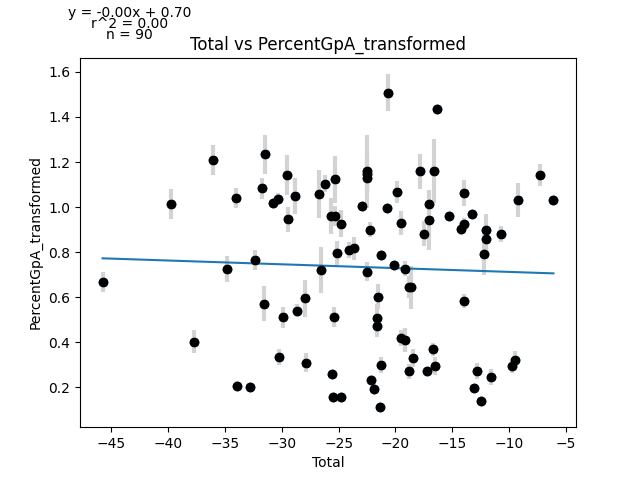 y = -0.00x + 0.70
r^2 = 0.00
n = 90
Total vs PercentGpA_transformed
PercentGpA_transformed
1.6
1.4
1.2
1.0
0.8
0.6
0.4
0.2
−45
−40
−35
−30
−25
−20
−15
−10
−5
Total